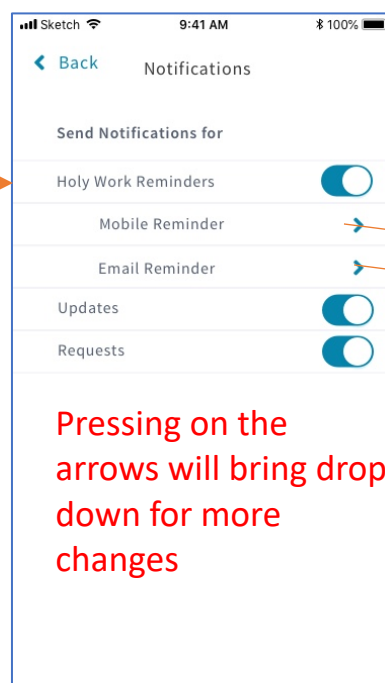 Sketch 9:41 AM 100%
Back Notifications
Send Notifications for
Holy Work Reminders
Mobile Reminder
Email Reminder
Updates
Requests
Pressing on the
arrows will bring drop
down for more
changes